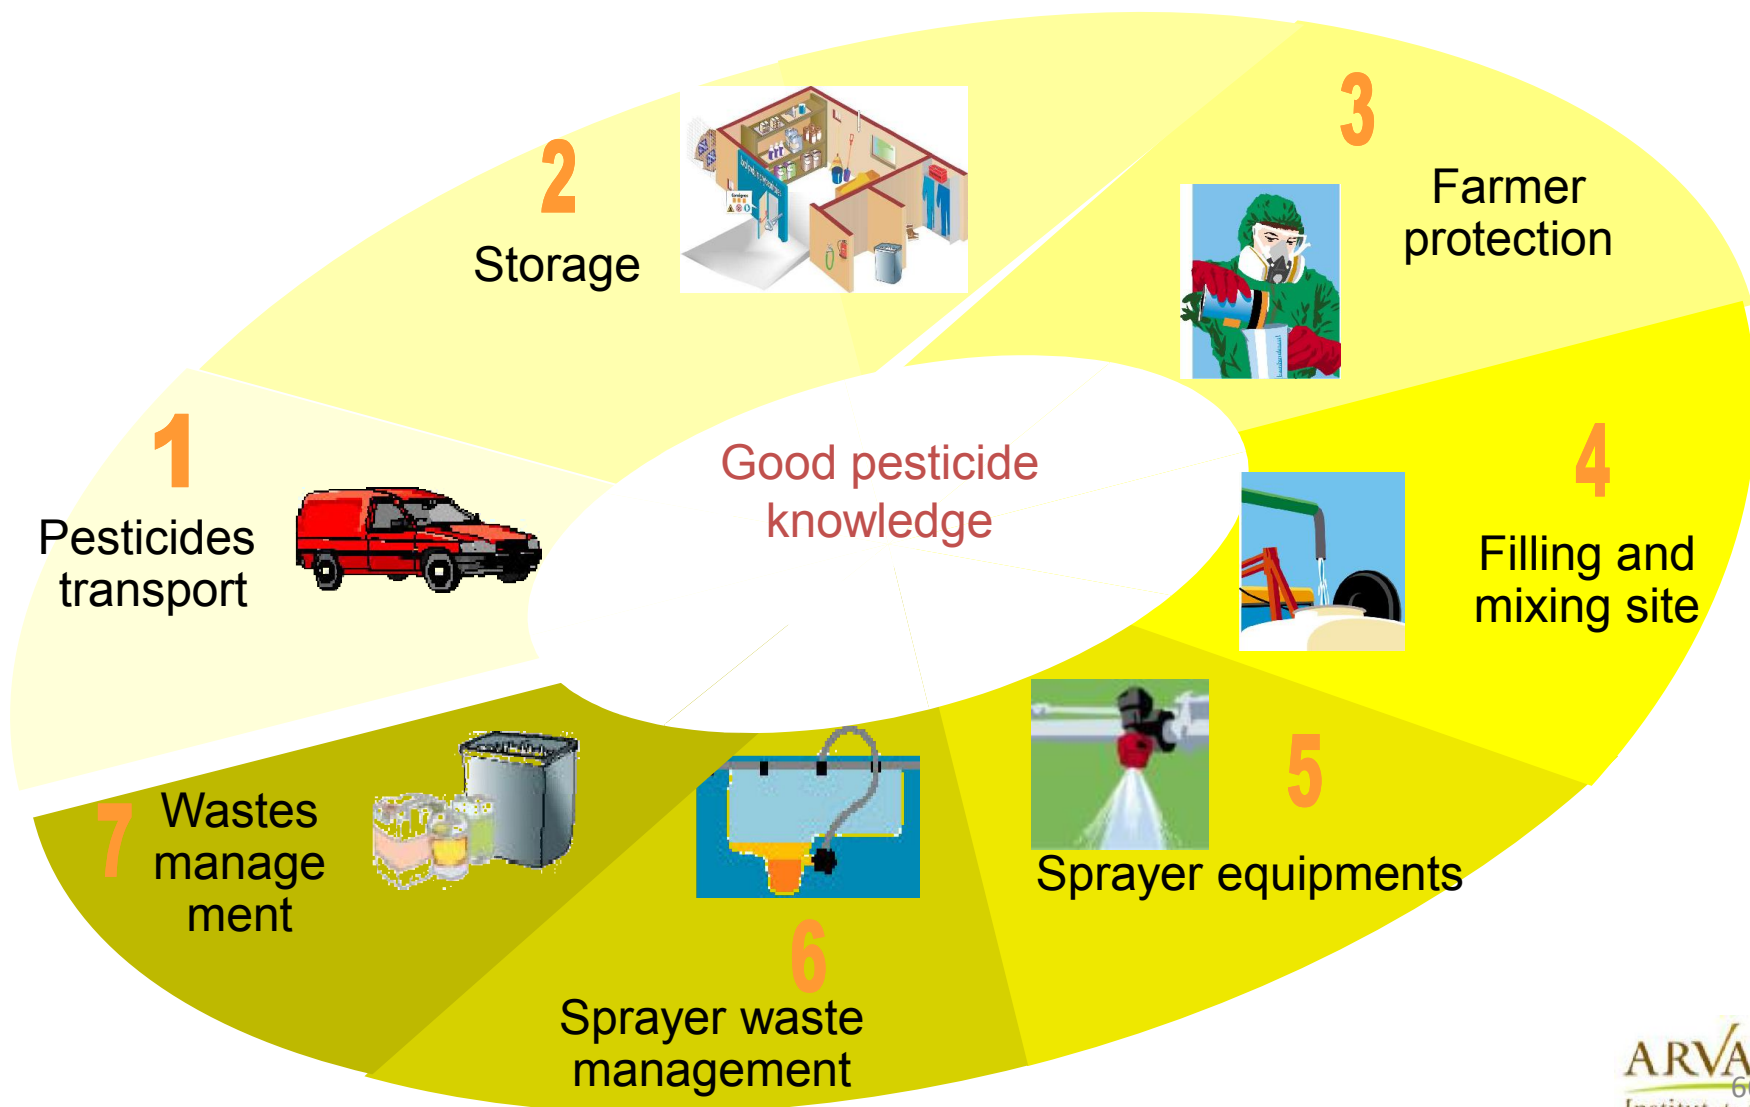 1
Pesticides
transport
2
Storage
3
Farmer
protection
4
Filling and
mixing site
5
Sprayer equipments
6
Sprayer waste
management
7
Wastes
manage
ment
Good pesticide
knowledge
ARVA